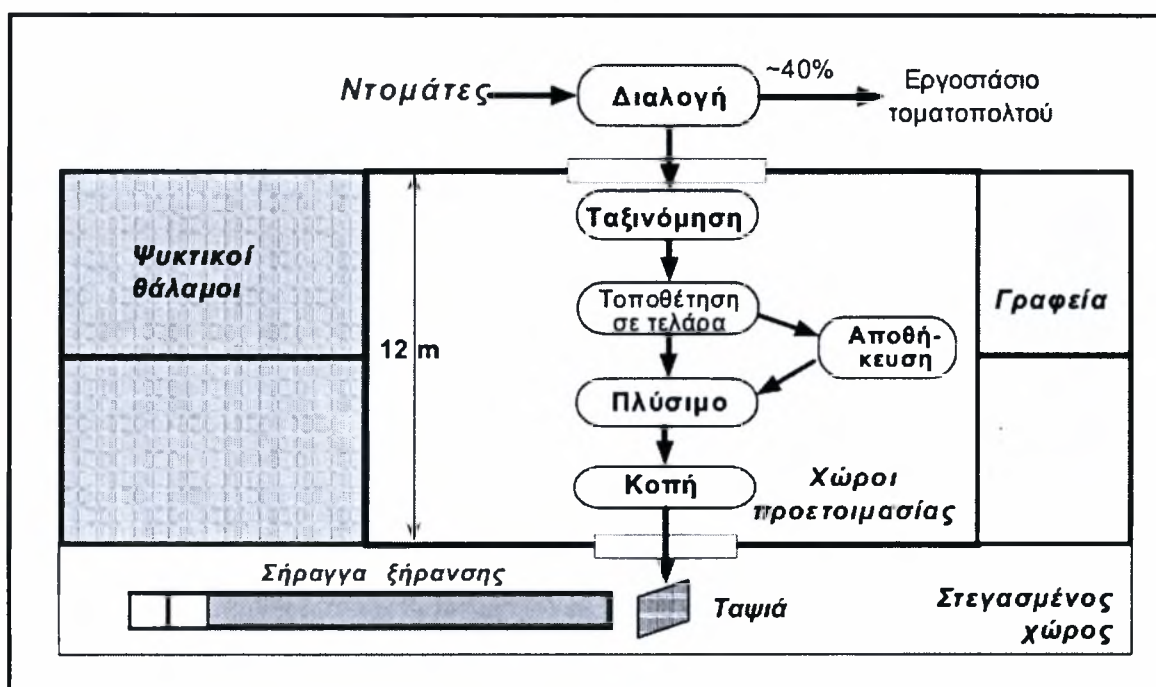 Ντομάτες
Διαλογή
~40%
Εργοστάσιο
τοματοπολτού
Ταξινόμηση
Ψυκτικοί
θάλαμοι
Τοποθέτηση
σε τελάρα
Γραφεία
12 m
Αποθή-
κευση
Πλύσιμο
Κοπή
Χώροι
προετοιμασίας
Σήραγγα ξήρανσης
Ταψιά
Στεγασμένος
χώρος